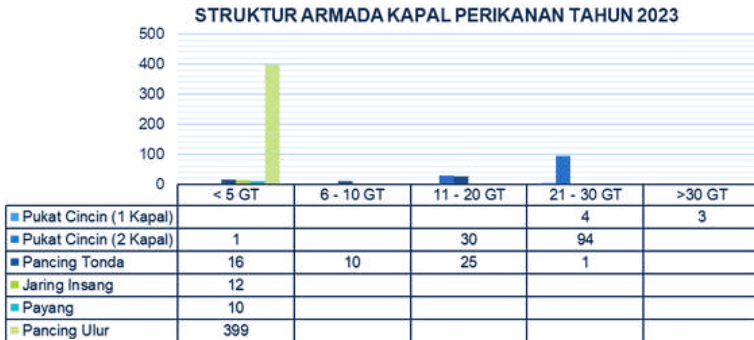 STRUKTUR ARMADA KAPAL PERIKANAN TAHUN 2023
500
400
300
200
100
0
< 5 GT 6 - 10 GT 11 - 20 GT 21 - 30 GT >30 GT
Pukat Cincin (1 Kapal) 4 3
Pukat Cincin (2 Kapal) 1 30 94
Pancing Tonda 16 10 25 1
Jaring Insang 12
Payang 10
Pancing Ulur 399